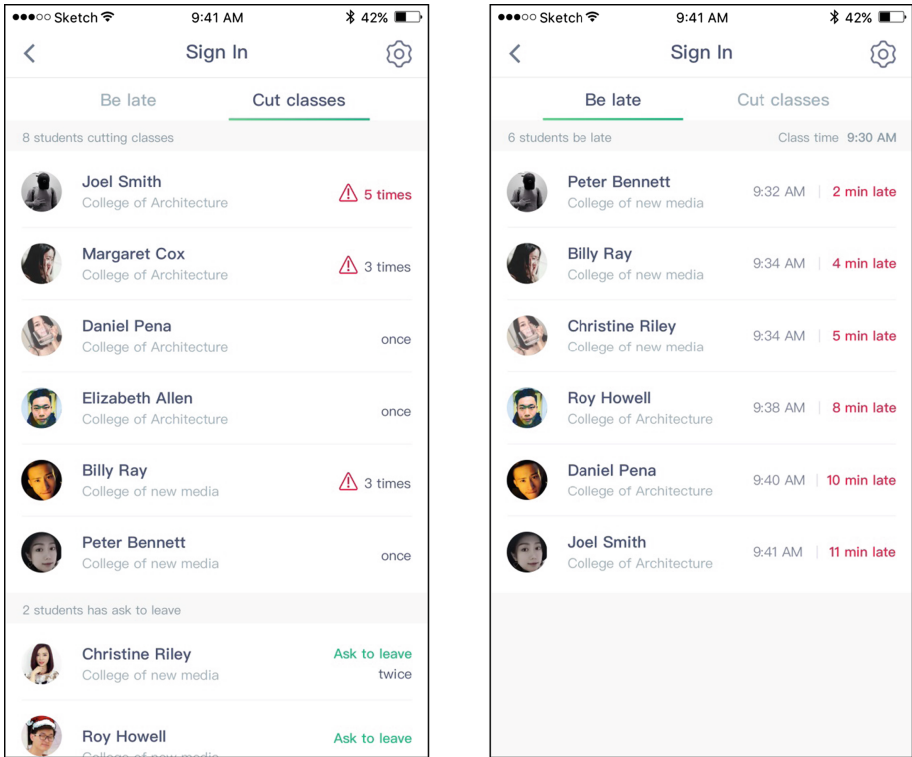 ●●●○○ Sketch 9:41 AM 42%
Sign In
Be late Cut classes
8 students cutting classes
Joel Smith
College of Architecture
5 times
Margaret Cox
College of Architecture
3 times
Daniel Pena
College of Architecture
once
Elizabeth Allen
College of Architecture
once
Billy Ray
College of new media
3 times
Peter Bennett
College of new media
once
2 students has ask to leave
Christine Riley
College of new media
Ask to leave
twice
Roy Howell
Ask to leave
College of new media
●●●○○ Sketch 9:41 AM 42%
Sign In
Be late Cut classes
6 students be late Class time 9:30 AM
Peter Bennett
College of new media
9:32 AM 2 min late
Billy Ray
College of new media
9:34 AM 4 min late
Christine Riley
College of new media
9:34 AM 5 min late
Roy Howell
College of Architecture
9:38 AM 8 min late
Daniel Pena
College of Architecture
9:40 AM 10 min late
Joel Smith
College of Architecture
9:41 AM 11 min late